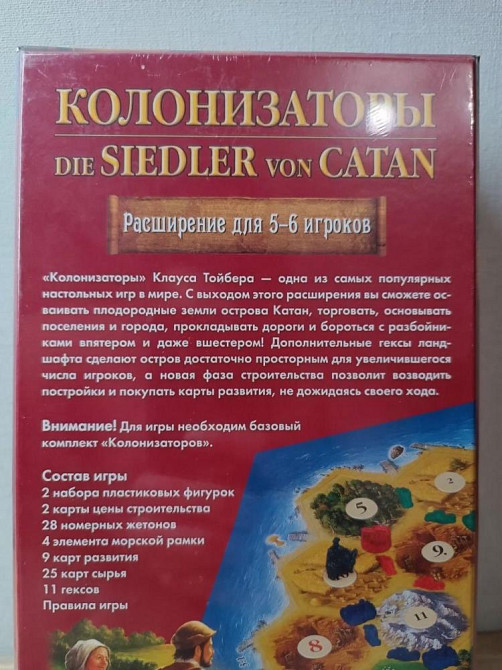 КОЛОНИЗАТОРЫ
DIE SIEDLER VON CATAN
Расширение для 5–6 игроков
«Колонизаторы» Клауса Тойбера — одна из самых популярных
настольных игр в мире. С выходом этого расширения вы сможете ос-
ваивать плодородные земли острова Катан, торговать, основывать
поселения и города, прокладывать дороги и бороться с разбойни-
ками впятером и даже вшестером! Дополнительные гексы ланд-
шафта сделают остров достаточно просторным для увеличившегося
числа игроков, а новая фаза строительства позволит возводить
постройки и покупать карты развития, не дожидаясь своего хода.
Внимание! Для игры необходим базовый
комплект «Колонизаторов».
Состав игры
2 набора пластиковых фигурок
2 карты цены строительства
28 номерных жетонов
4 элемента морской рамки
9 карт развития
25 карт сырья
11 гексов
Правила игры
2
5
9.
11
8